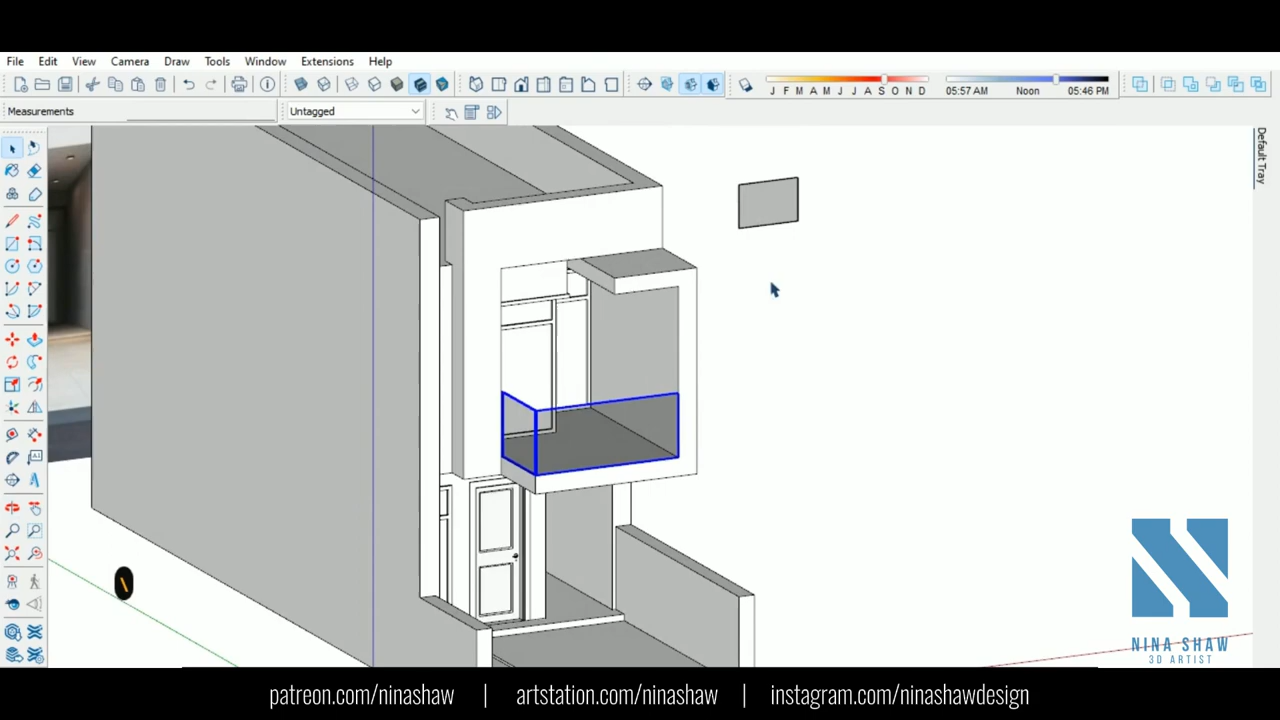 File Edit View Camera Draw Tools Window Extensions Help
J F M A M J J A S O N D 05:57 AM Noon 05:46 PM
Measurements Untagged
Default Tray
NINA SHAW
3D ARTIST
patreon.com/ninashaw | artstation.com/ninashaw | instagram.com/ninashawdesign